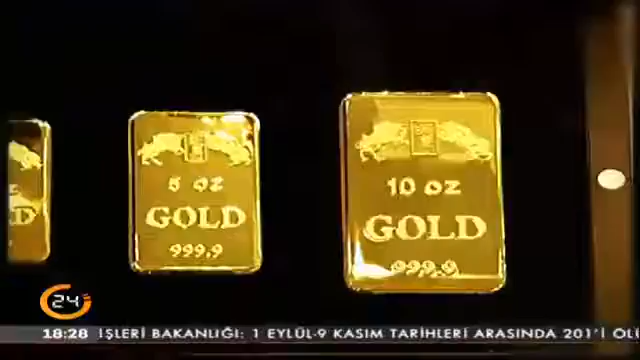 5 oz
GOLD
999,9
10 oz
GOLD
999,9
LD
24
18:28 İŞLERİ BAKANLIĞI: 1 EYLÜL-9 KASIM TARİHLERİ ARASINDA 201'İ